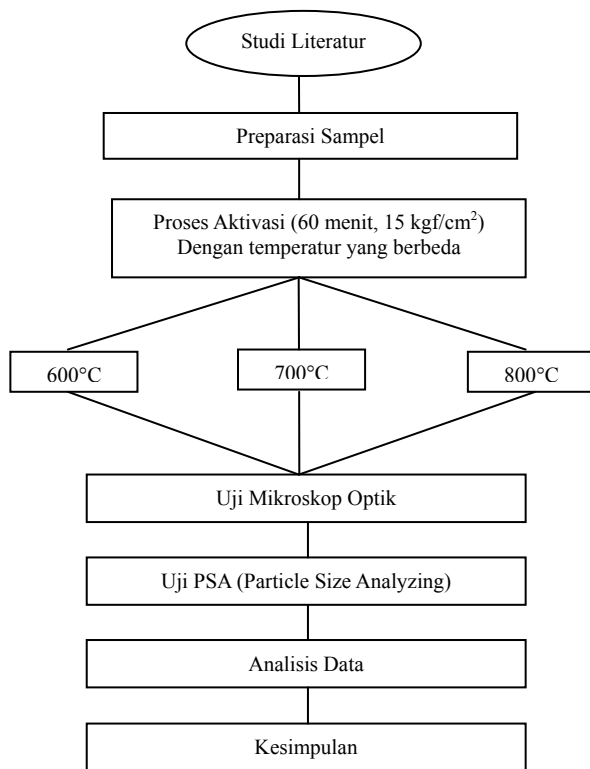 Studi Literatur
Preparasi Sampel
Proses Aktivasi (60 menit, 15 kgf/cm²)
Dengan temperatur yang berbeda
600°C
700°C
800°C
Uji Mikroskop Optik
Uji PSA (Particle Size Analyzing)
Analisis Data
Kesimpulan